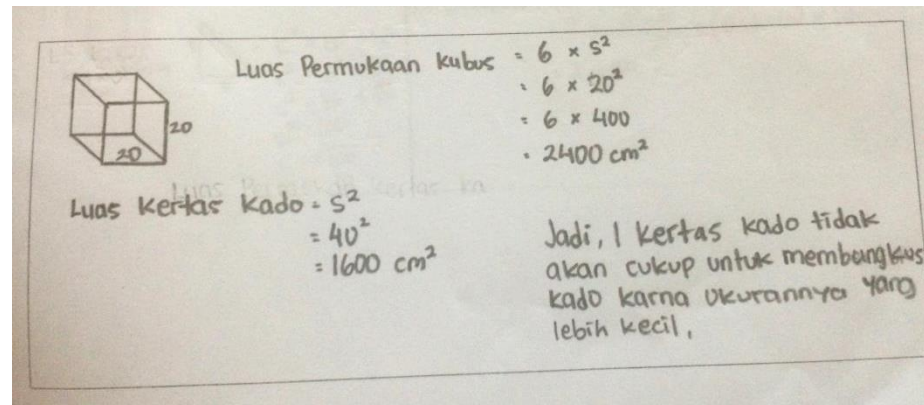 Luas Permukaan kubus = 6 × s²
= 6 × 20²
= 6 × 400
= 2400 cm²
20
20
Luas kertas kado = s²
= 40²
= 1600 cm²
Jadi, 1 kertas kado tidak
akan cukup untuk membungkus
kado karna ukurannya yang
lebih kecil.